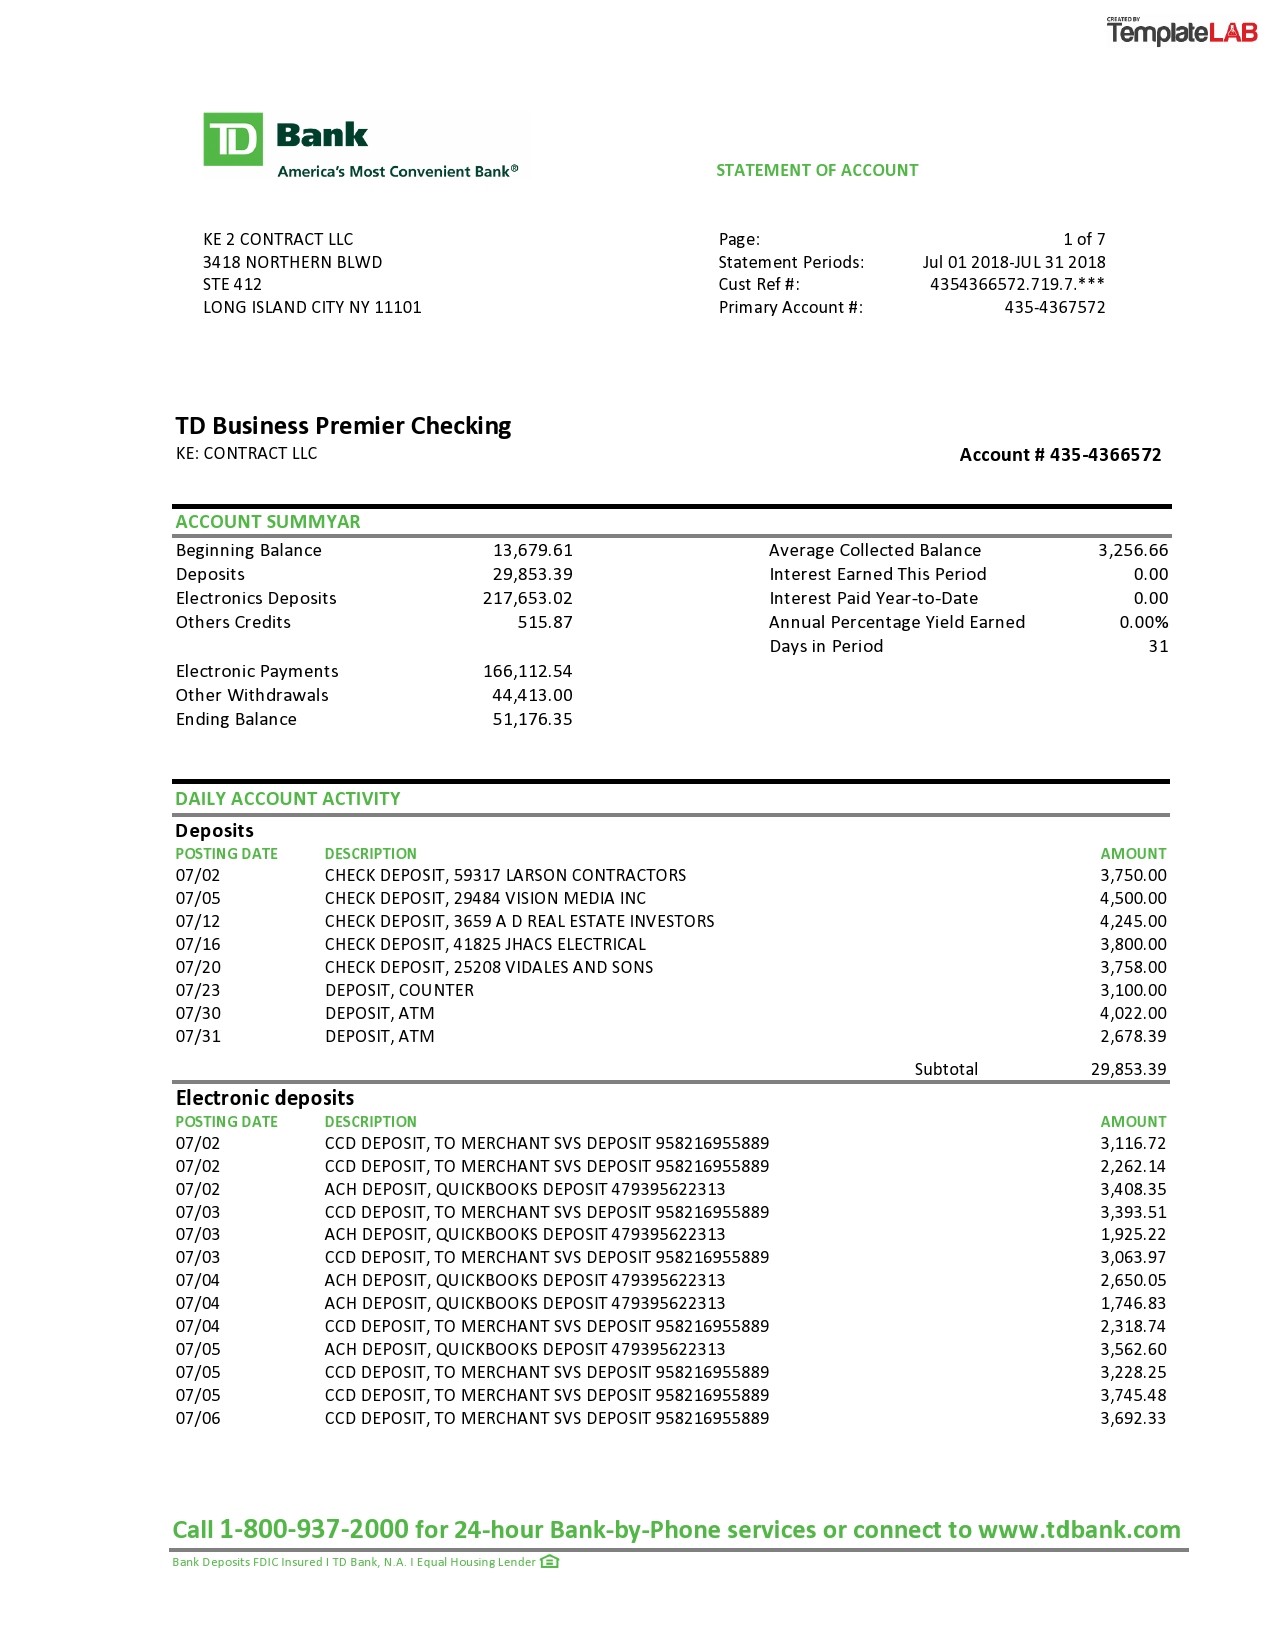 CREATED BY
TemplateLAB
TD Bank
America's Most Convenient Bank®
STATEMENT OF ACCOUNT
KE 2 CONTRACT LLC
3418 NORTHERN BLWD
STE 412
LONG ISLAND CITY NY 11101
Page: 1 of 7
Statement Periods: Jul 01 2018-JUL 31 2018
Cust Ref #: 4354366572.719.7.***
Primary Account #: 435-4367572
TD Business Premier Checking
KE: CONTRACT LLC
Account # 435-4366572
ACCOUNT SUMMYAR
Beginning Balance 13,679.61 Average Collected Balance 3,256.66
Deposits 29,853.39 Interest Earned This Period 0.00
Electronics Deposits 217,653.02 Interest Paid Year-to-Date 0.00
Others Credits 515.87 Annual Percentage Yield Earned 0.00%
Days in Period 31
Electronic Payments 166,112.54
Other Withdrawals 44,413.00
Ending Balance 51,176.35
DAILY ACCOUNT ACTIVITY
Deposits
POSTING DATE DESCRIPTION AMOUNT
07/02 CHECK DEPOSIT, 59317 LARSON CONTRACTORS 3,750.00
07/05 CHECK DEPOSIT, 29484 VISION MEDIA INC 4,500.00
07/12 CHECK DEPOSIT, 3659 A D REAL ESTATE INVESTORS 4,245.00
07/16 CHECK DEPOSIT, 41825 JHACS ELECTRICAL 3,800.00
07/20 CHECK DEPOSIT, 25208 VIDALES AND SONS 3,758.00
07/23 DEPOSIT, COUNTER 3,100.00
07/30 DEPOSIT, ATM 4,022.00
07/31 DEPOSIT, ATM 2,678.39
Subtotal 29,853.39
Electronic deposits
POSTING DATE DESCRIPTION AMOUNT
07/02 CCD DEPOSIT, TO MERCHANT SVS DEPOSIT 958216955889 3,116.72
07/02 CCD DEPOSIT, TO MERCHANT SVS DEPOSIT 958216955889 2,262.14
07/02 ACH DEPOSIT, QUICKBOOKS DEPOSIT 479395622313 3,408.35
07/03 CCD DEPOSIT, TO MERCHANT SVS DEPOSIT 958216955889 3,393.51
07/03 ACH DEPOSIT, QUICKBOOKS DEPOSIT 479395622313 1,925.22
07/03 CCD DEPOSIT, TO MERCHANT SVS DEPOSIT 958216955889 3,063.97
07/04 ACH DEPOSIT, QUICKBOOKS DEPOSIT 479395622313 2,650.05
07/04 ACH DEPOSIT, QUICKBOOKS DEPOSIT 479395622313 1,746.83
07/04 CCD DEPOSIT, TO MERCHANT SVS DEPOSIT 958216955889 2,318.74
07/05 ACH DEPOSIT, QUICKBOOKS DEPOSIT 479395622313 3,562.60
07/05 CCD DEPOSIT, TO MERCHANT SVS DEPOSIT 958216955889 3,228.25
07/05 CCD DEPOSIT, TO MERCHANT SVS DEPOSIT 958216955889 3,745.48
07/06 CCD DEPOSIT, TO MERCHANT SVS DEPOSIT 958216955889 3,692.33
Call 1-800-937-2000 for 24-hour Bank-by-Phone services or connect to www.tdbank.com
Bank Deposits FDIC Insured I TD Bank, N.A. I Equal Housing Lender